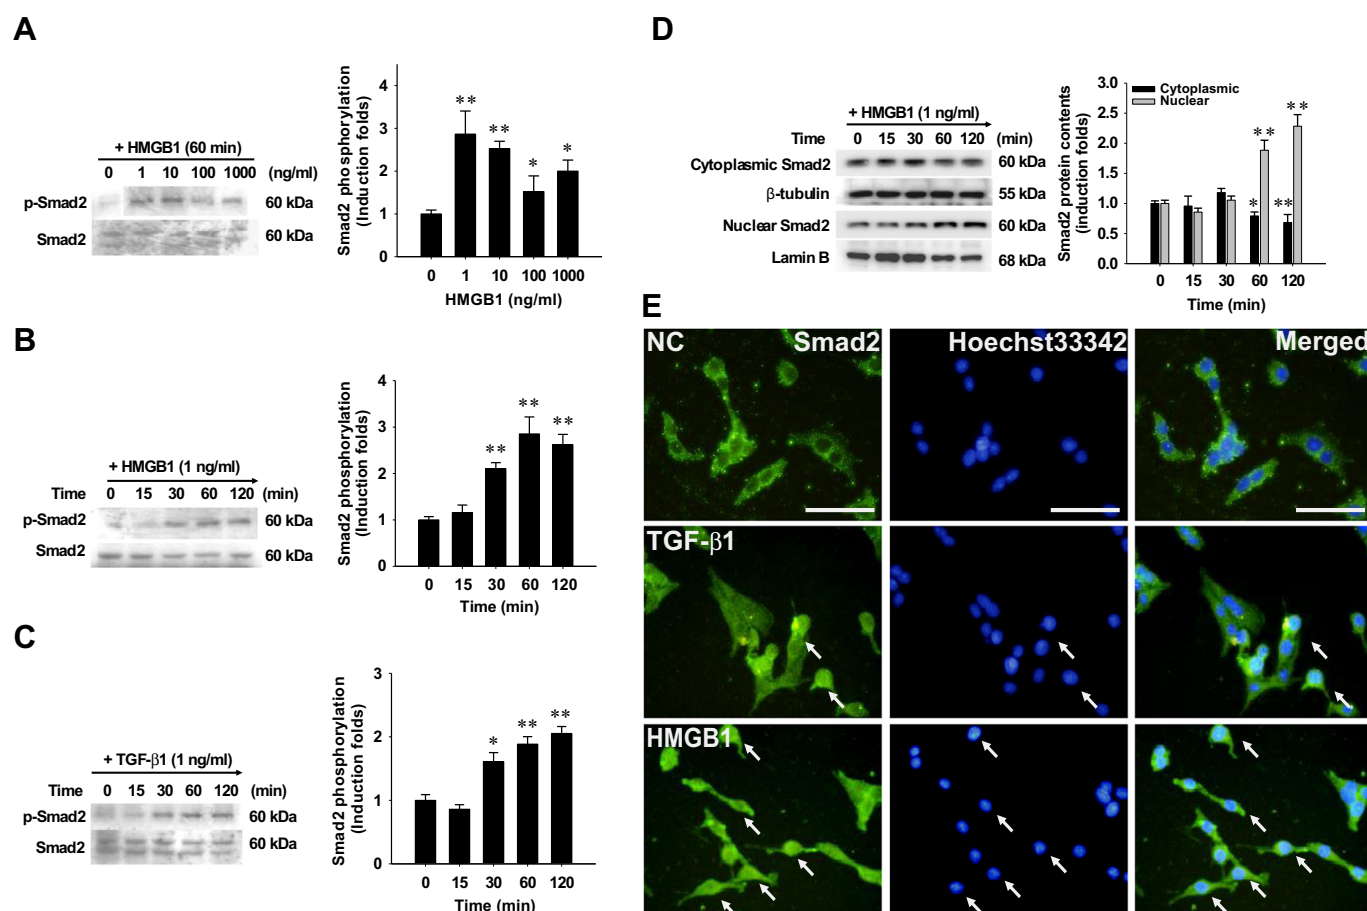 A
+ HMGB1 (60 min)
0 1 10 100 1000 (ng/ml)
p-Smad2 60 kDa
Smad2 60 kDa
Smad2 phosphorylation
(Induction folds)
4
3
2
1
0
** ** * *
0 1 10 100 1000
HMGB1 (ng/ml)
B
+ HMGB1 (1 ng/ml)
Time 0 15 30 60 120 (min)
p-Smad2 60 kDa
Smad2 60 kDa
Smad2 phosphorylation
(Induction folds)
4
3
2
1
0
** ** **
0 15 30 60 120
Time (min)
C
+ TGF-β1 (1 ng/ml)
Time 0 15 30 60 120 (min)
p-Smad2 60 kDa
Smad2 60 kDa
Smad2 phosphorylation
(Induction folds)
3
2
1
0
* ** **
0 15 30 60 120
Time (min)
D
+ HMGB1 (1 ng/ml)
Time 0 15 30 60 120 (min)
Cytoplasmic Smad2 60 kDa
β-tubulin 55 kDa
Nuclear Smad2 60 kDa
Lamin B 68 kDa
Smad2 protein contents
(induction folds)
3.0
2.5
2.0
1.5
1.0
0.5
0.0
Cytoplasmic
Nuclear
* ** ** **
0 15 30 60 120
Time (min)
E
NC Smad2 Hoechst33342 Merged
TGF-β1
HMGB1